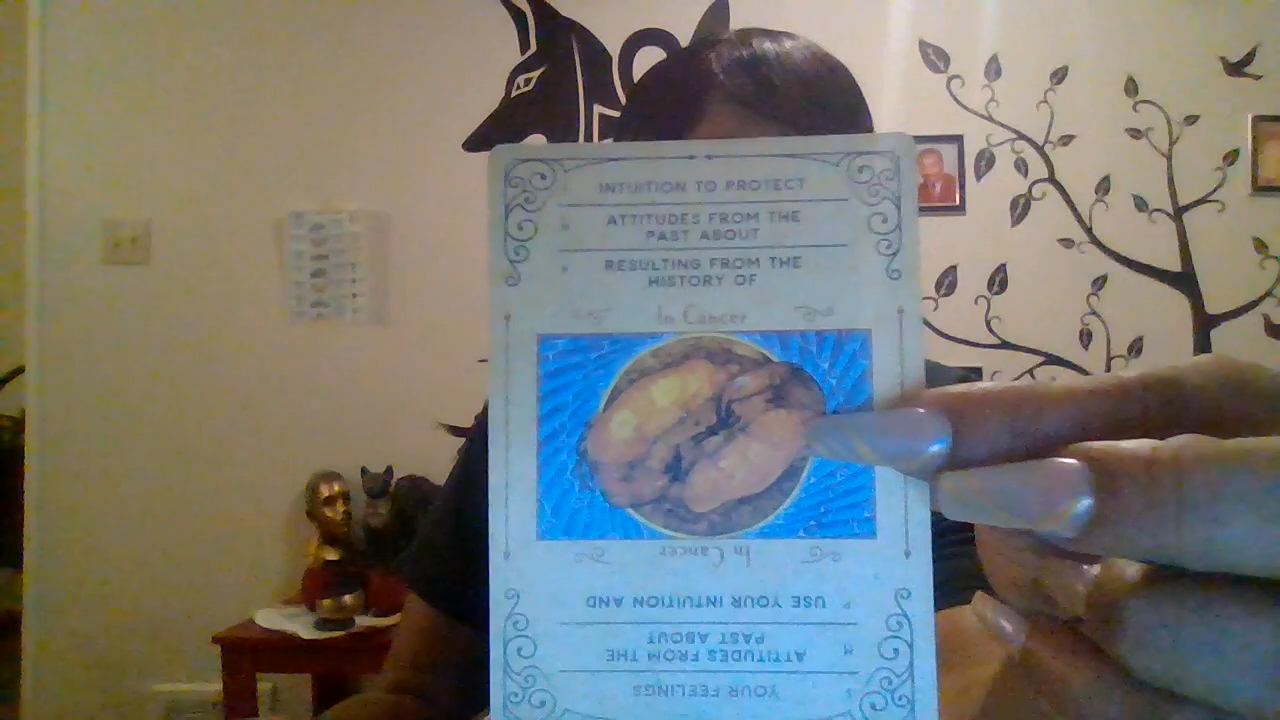 INTUITION TO PROTECT
ATTITUDES FROM THE
PAST ABOUT
RESULTING FROM THE
HISTORY OF
In Cancer
In Cancer
USE YOUR INTUITION AND
ATTITUDES FROM THE
PAST ABOUT
YOUR FEELINGS